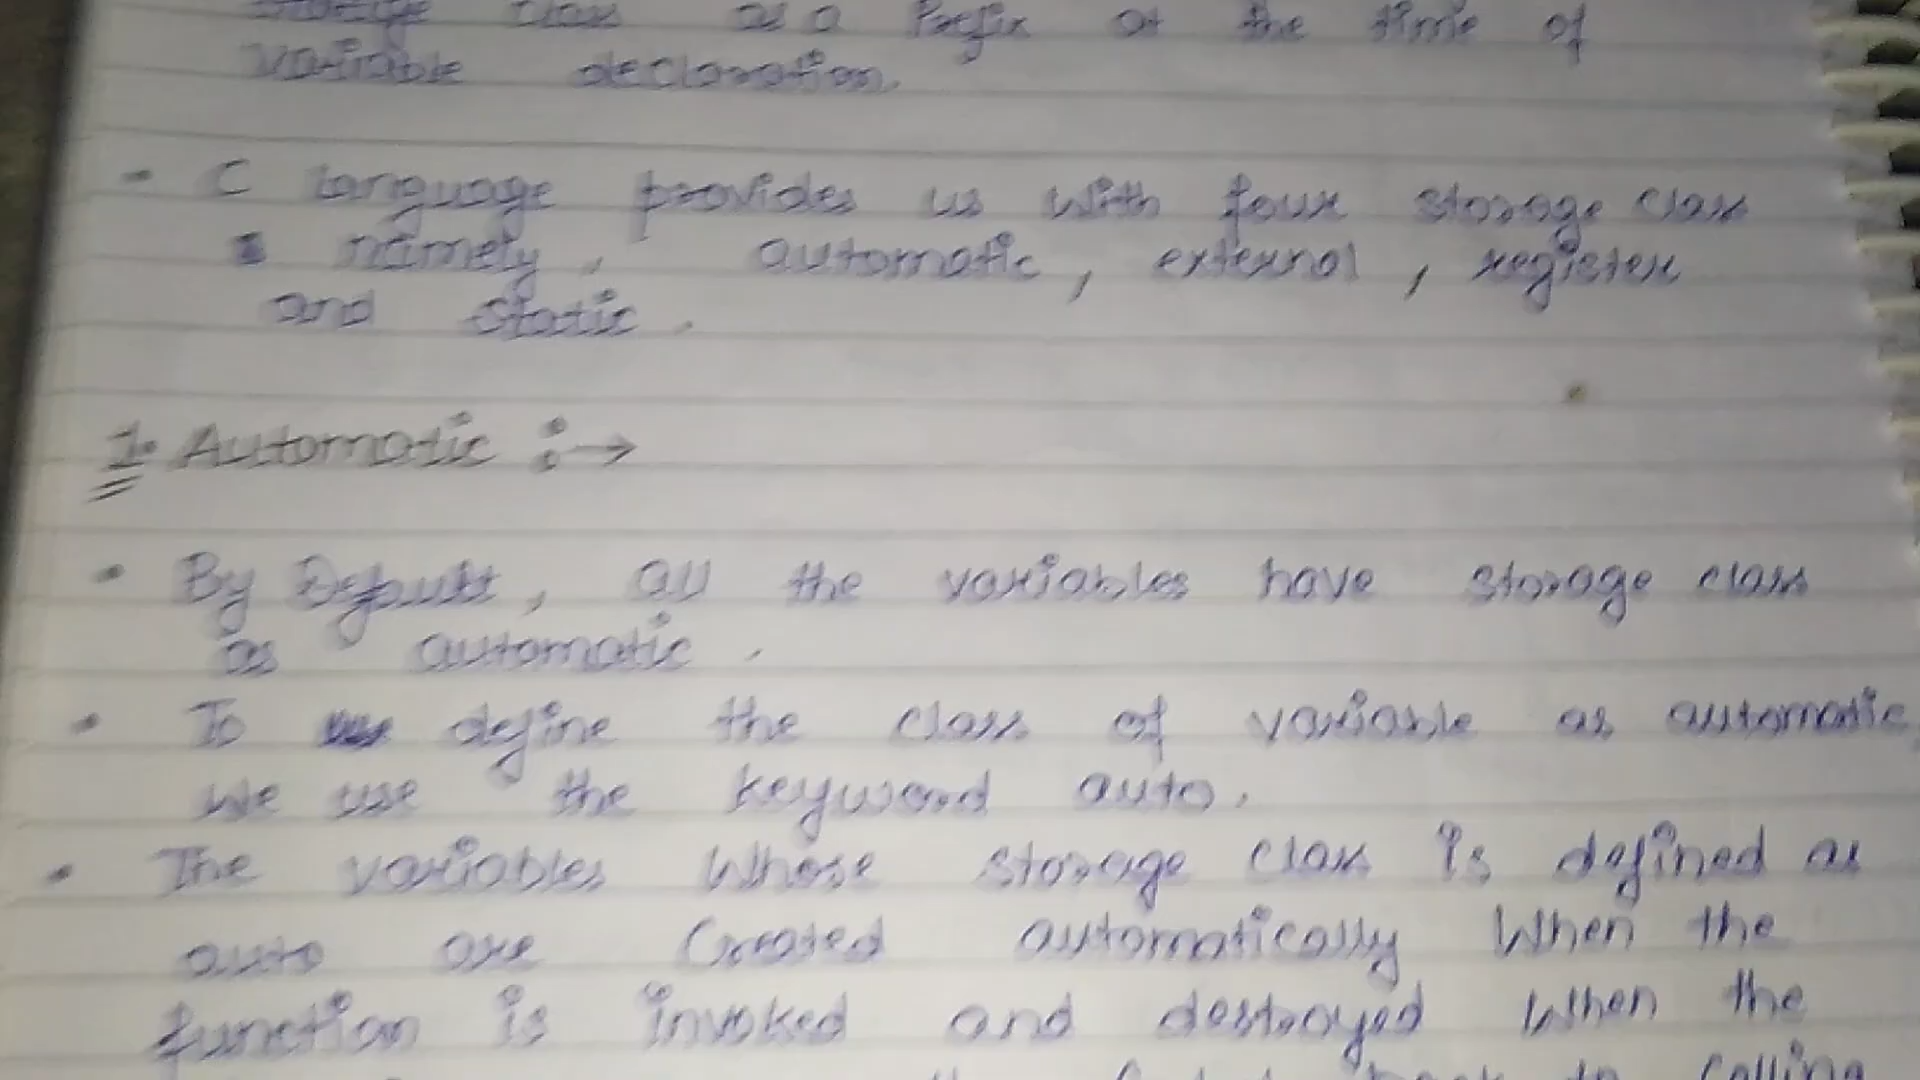 storage class as a Prefix at the time of
variable declaration.
- C language provides us with four storage class
namely, automatic, external, register
and static.
1. Automatic :→
• By Default, all the variables have storage class
as automatic.
• To define the class of variable as automatic,
we use the keyword auto.
• The variables whose storage class is defined as
auto are Created automatically when the
function is invoked and destroyed when the
back to calling